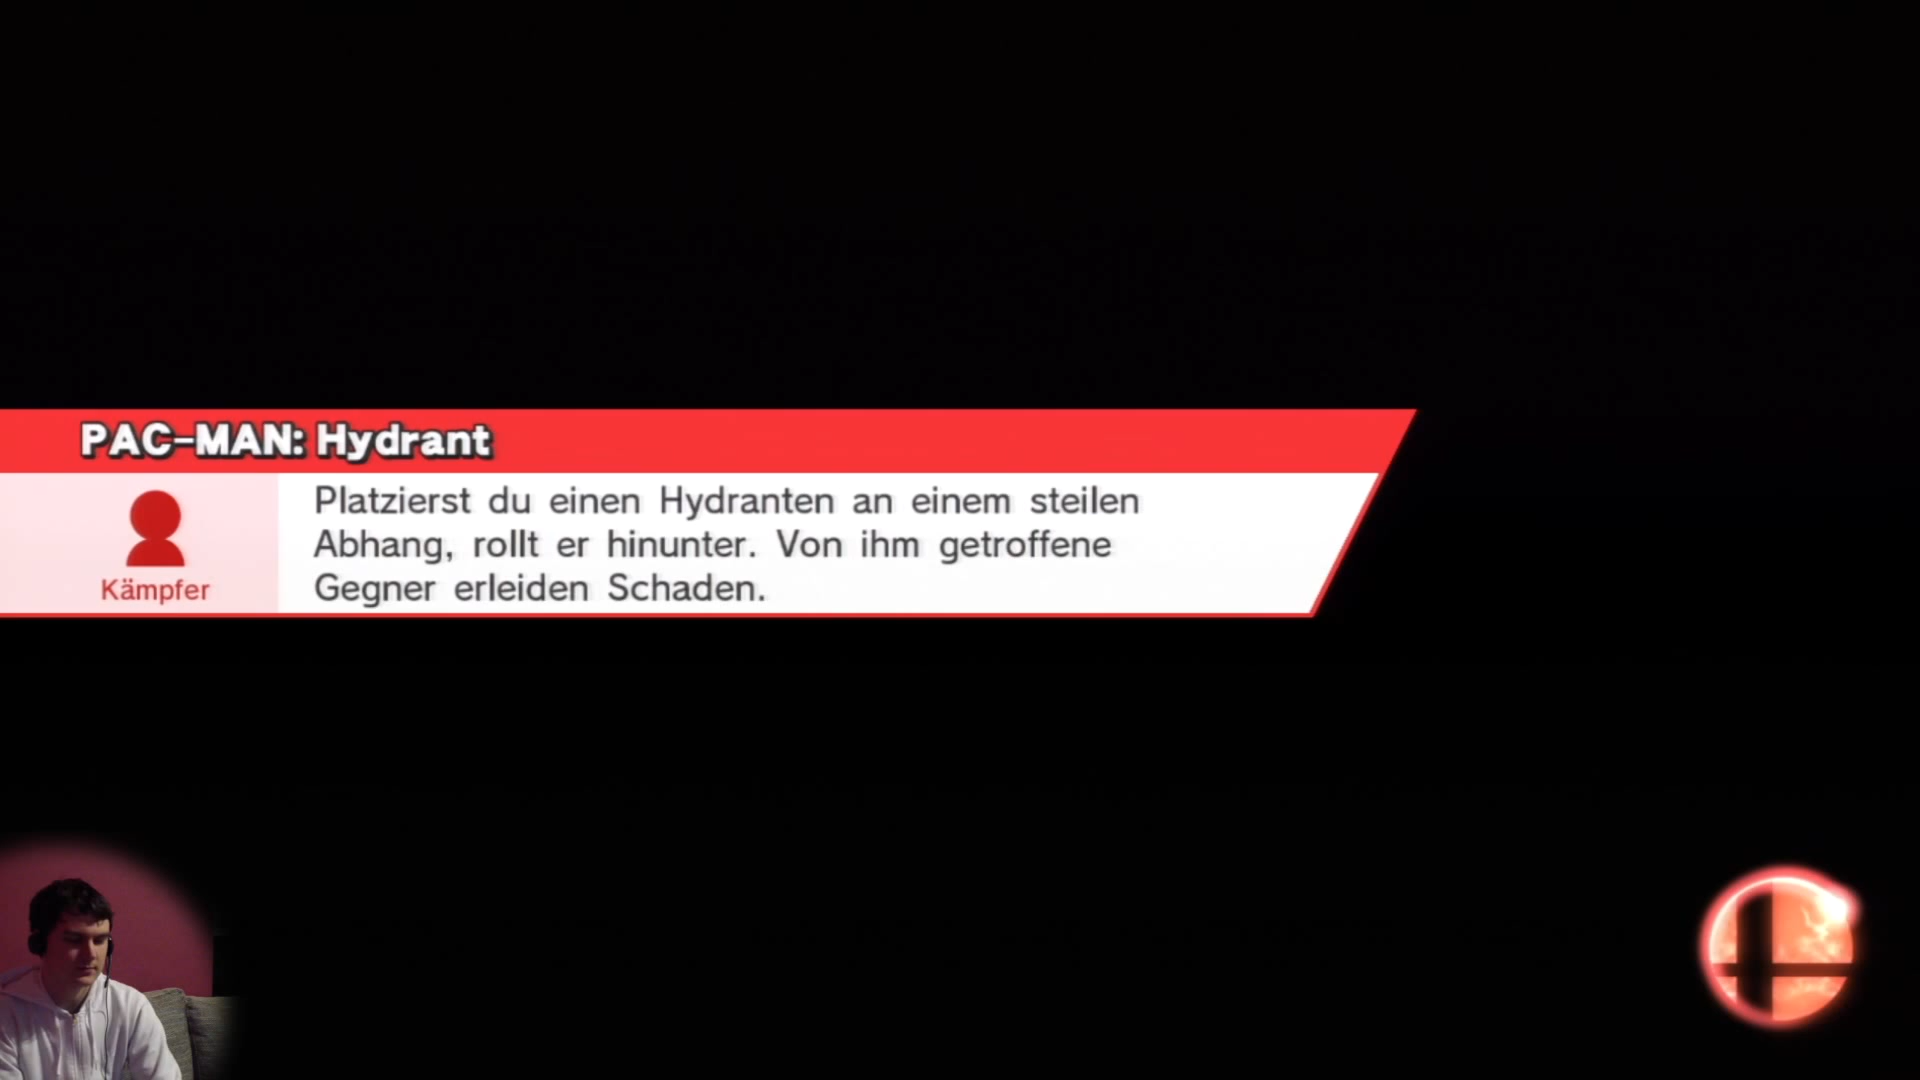 PAC-MAN: Hydrant
Platzierst du einen Hydranten an einem steilen
Abhang, rollt er hinunter. Von ihm getroffene
Gegner erleiden Schaden.
Kämpfer